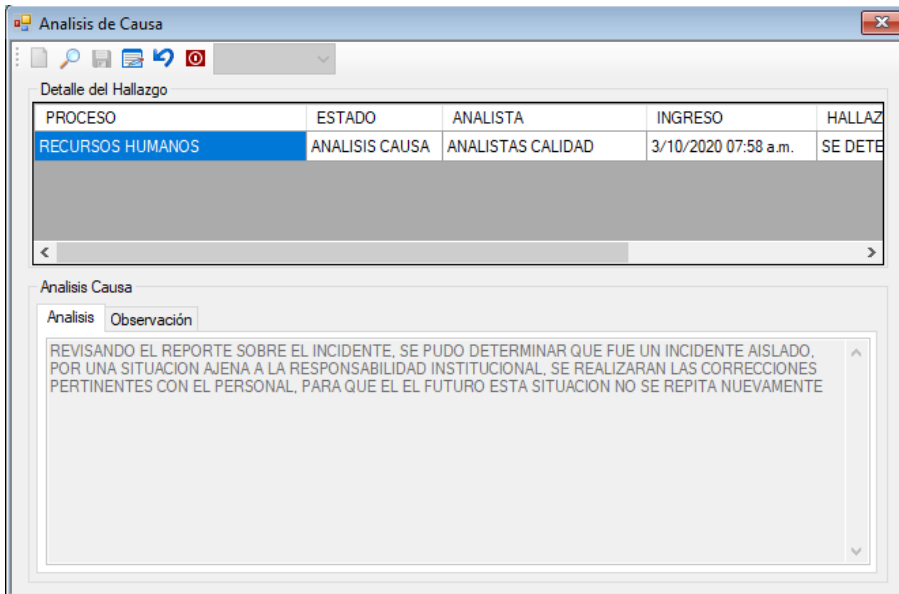 Analisis de Causa
Detalle del Hallazgo
PROCESO ESTADO ANALISTA INGRESO HALLAZ
RECURSOS HUMANOS ANALISIS CAUSA ANALISTAS CALIDAD 3/10/2020 07:58 a.m. SE DETE
Analisis Causa
Analisis Observación
REVISANDO EL REPORTE SOBRE EL INCIDENTE, SE PUDO DETERMINAR QUE FUE UN INCIDENTE AISLADO,
POR UNA SITUACION AJENA A LA RESPONSABILIDAD INSTITUCIONAL, SE REALIZARAN LAS CORRECCIONES
PERTINENTES CON EL PERSONAL, PARA QUE EL EL FUTURO ESTA SITUACION NO SE REPITA NUEVAMENTE